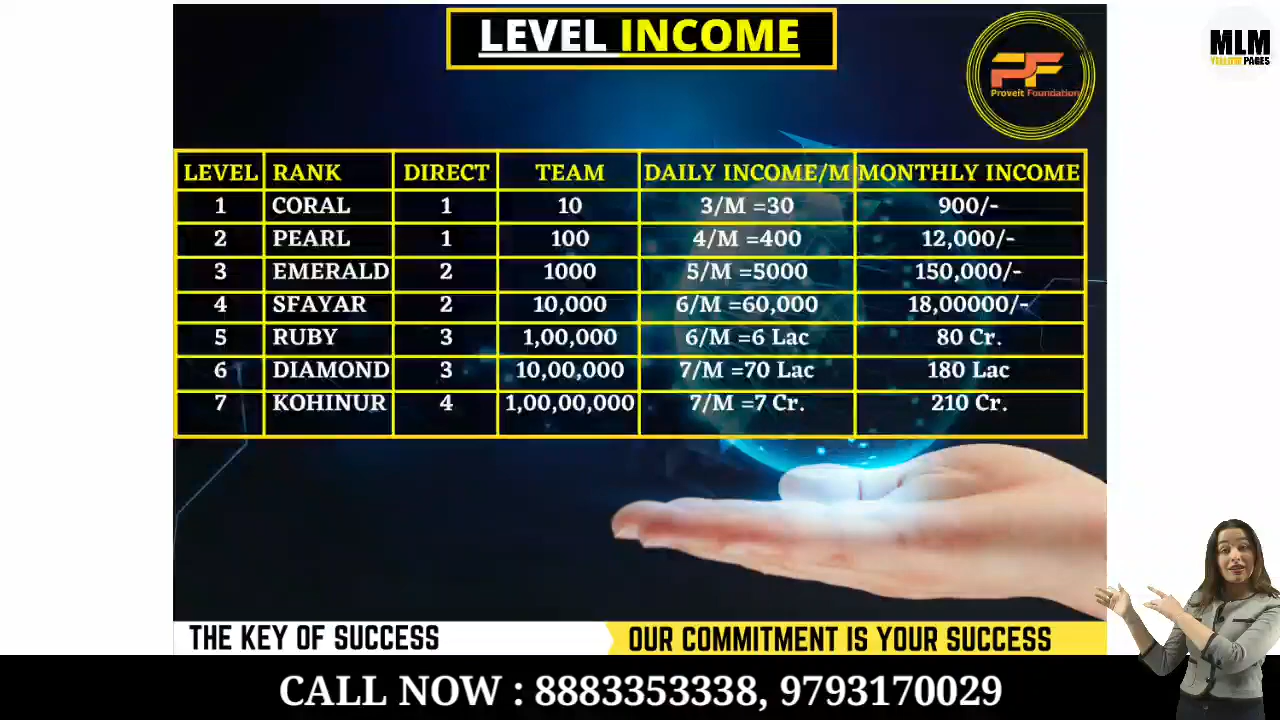 LEVEL INCOME
PF
Proveit Foundation
MLM
YELLOW PAGES
LEVEL RANK DIRECT TEAM DAILY INCOME/M MONTHLY INCOME
1 CORAL 1 10 3/M =30 900/-
2 PEARL 1 100 4/M =400 12,000/-
3 EMERALD 2 1000 5/M =5000 150,000/-
4 SFAYAR 2 10,000 6/M =60,000 18,00000/-
5 RUBY 3 1,00,000 6/M =6 Lac 80 Cr.
6 DIAMOND 3 10,00,000 7/M =70 Lac 180 Lac
7 KOHINUR 4 1,00,00,000 7/M =7 Cr. 210 Cr.
THE KEY OF SUCCESS OUR COMMITMENT IS YOUR SUCCESS
CALL NOW : 8883353338, 9793170029